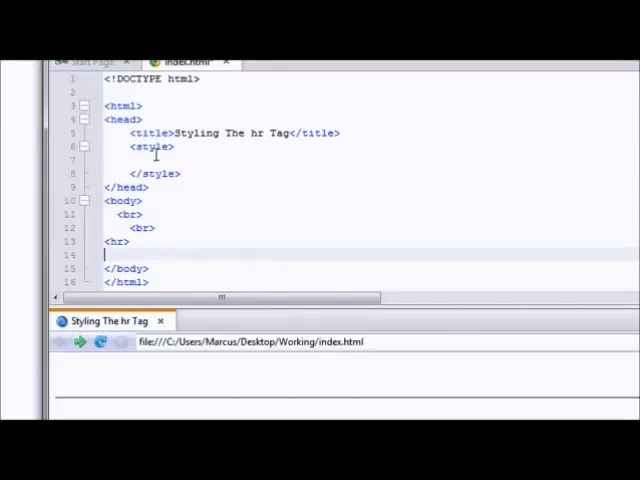 Start Page × index.html* ×
1 <!DOCTYPE html>
2
3 <html>
4 <head>
5 <title>Styling The hr Tag</title>
6 <style>
7
8 </style>
9 </head>
10 <body>
11 <br>
12 <br>
13 <hr>
14
15 </body>
16 </html>
Styling The hr Tag ×
file:///C:/Users/Marcus/Desktop/Working/index.html